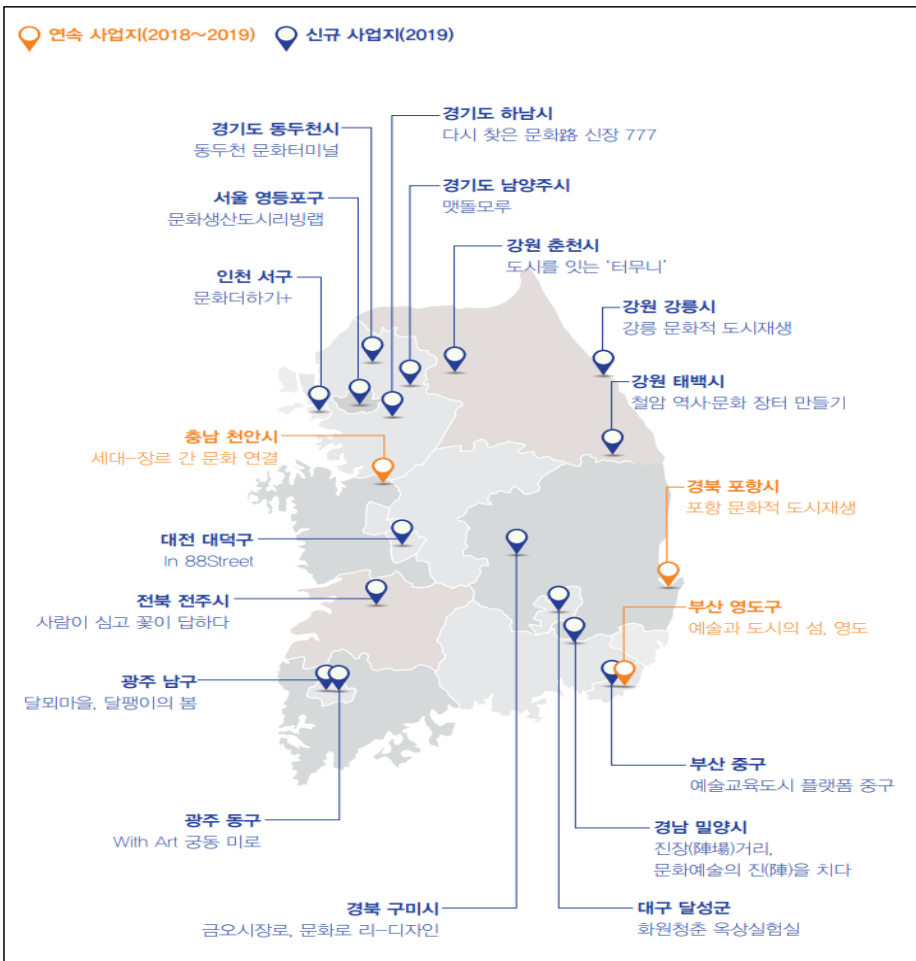 연속 사업지(2018~2019) 신규 사업지(2019)
경기도 하남시
다시 찾은 문화路 신장 777
경기도 동두천시
동두천 문화터미널
경기도 남양주시
맷돌모루
서울 영등포구
문화생산도시리빙랩
강원 춘천시
도시를 잇는 ‘터무니’
인천 서구
문화더하기+
강원 강릉시
강릉 문화적 도시재생
강원 태백시
철암 역사·문화 장터 만들기
충남 천안시
세대-장르 간 문화 연결
경북 포항시
포항 문화적 도시재생
대전 대덕구
In 88Street
전북 전주시
사람이 심고 꽃이 답하다
부산 영도구
예술과 도시의 섬, 영도
광주 남구
달뫼마을, 달팽이의 봄
부산 중구
예술교육도시 플랫폼 중구
광주 동구
With Art 궁동 미로
경남 밀양시
진장(陣場)거리,
문화예술의 진(陣)을 치다
경북 구미시
금오시장로, 문화로 리-디자인
대구 달성군
화원청춘 옥상실험실